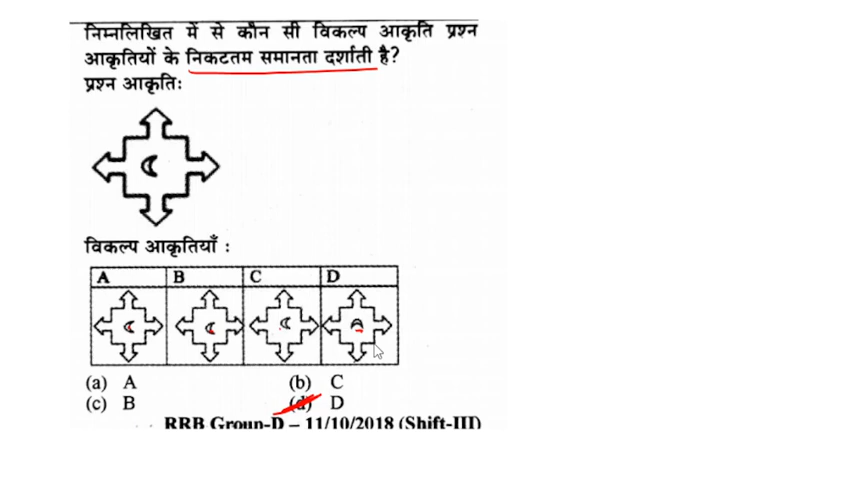 निम्नलिखित में से कौन सी विकल्प आकृति प्रश्न
आकृतियों के निकटतम समानता दर्शाती है?
प्रश्न आकृति:
विकल्प आकृतियाँ :
A B C D
(a) A (b) C
(c) B (d) D
RRB Group-D – 11/10/2018 (Shift-III)